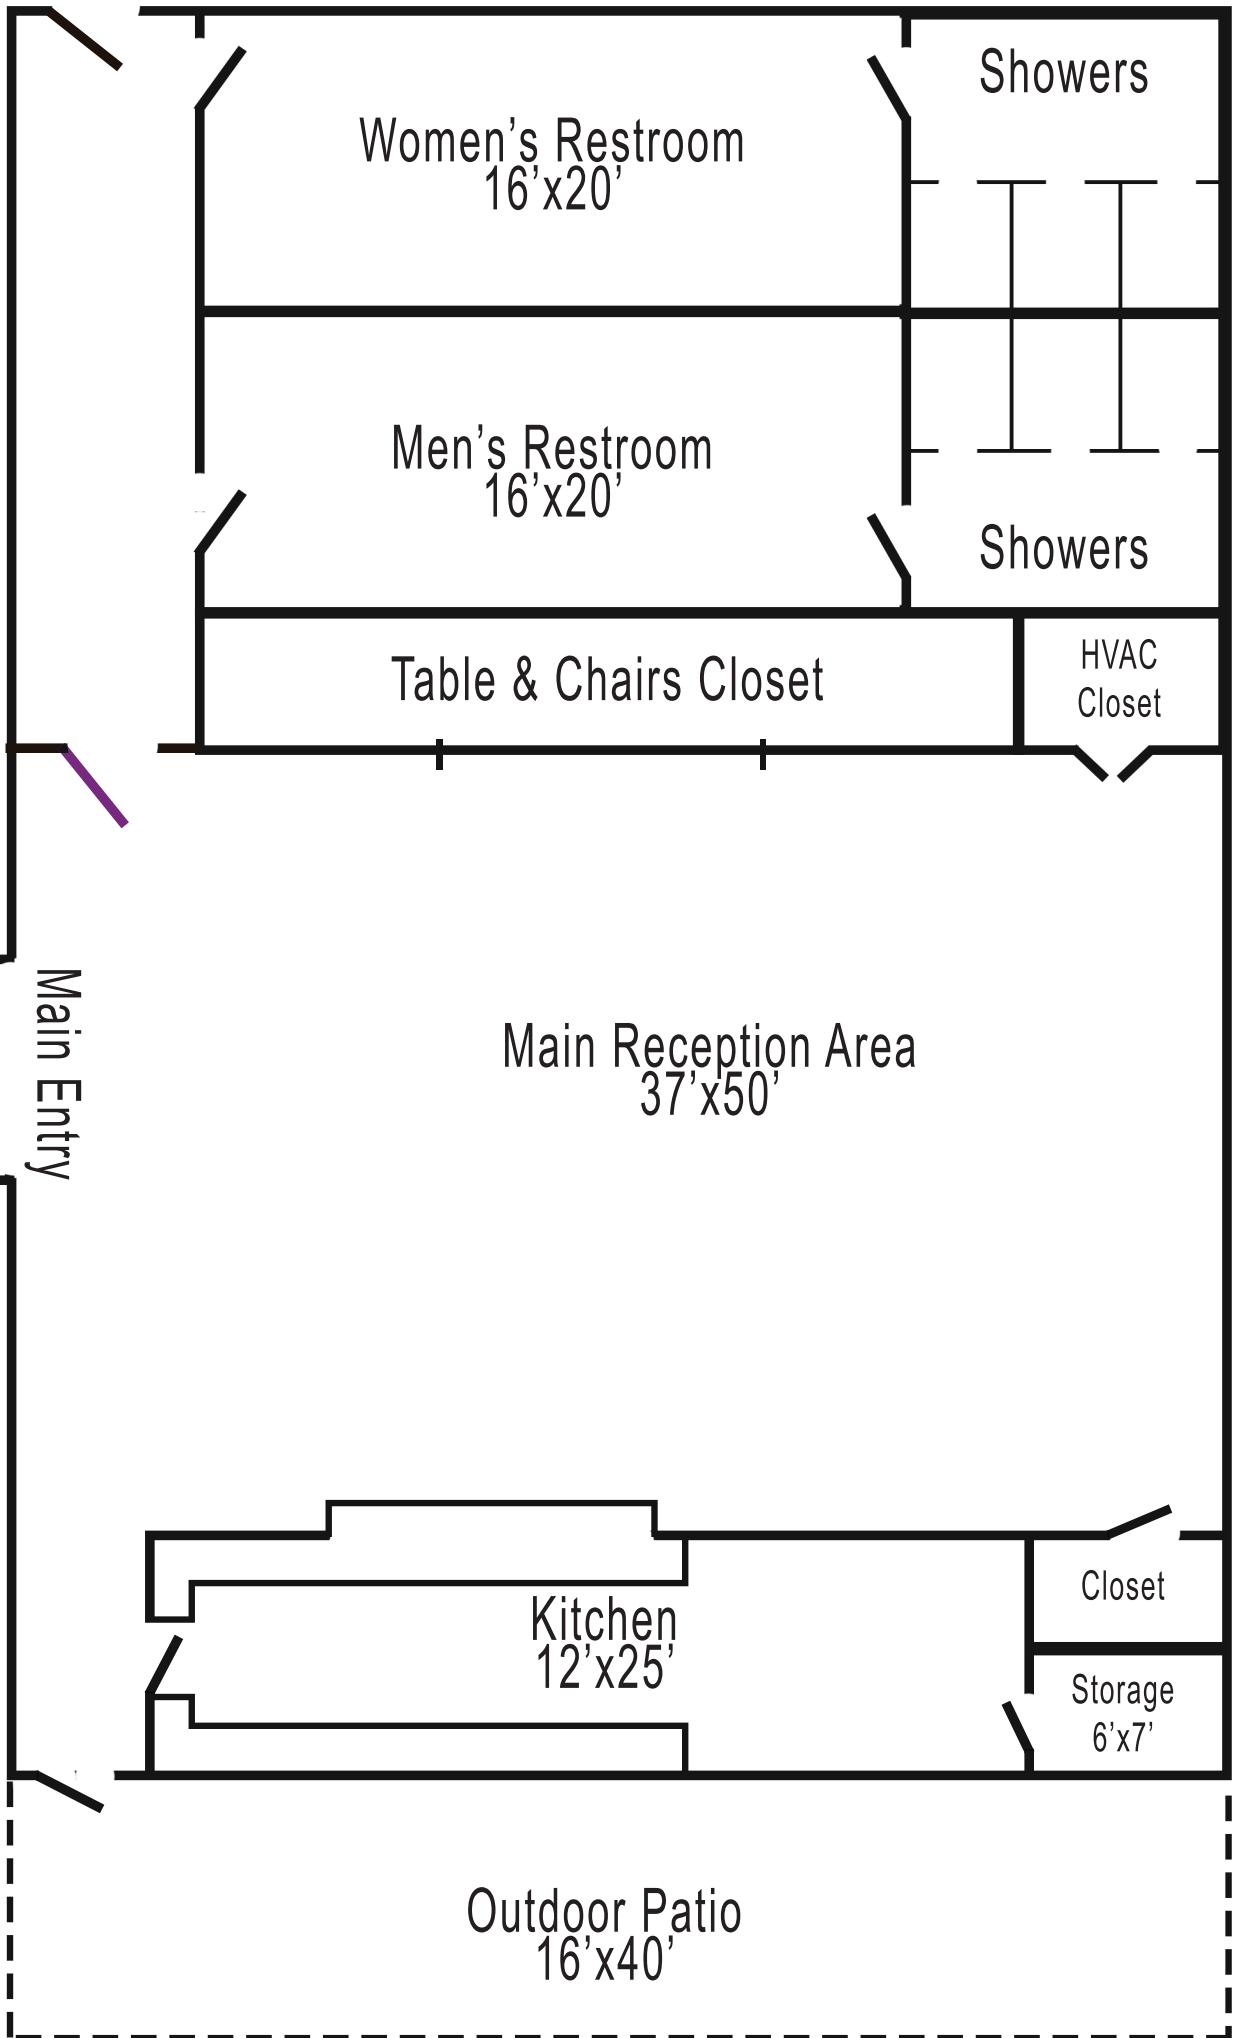 Showers
Women’s Restroom
16’x20’
Men’s Restroom
16’x20’
Showers
Table & Chairs Closet
HVAC
Closet
Main Entry
Main Reception Area
37’x50’
Kitchen
12’x25’
Closet
Storage
6’x7’
Outdoor Patio
16’x40’